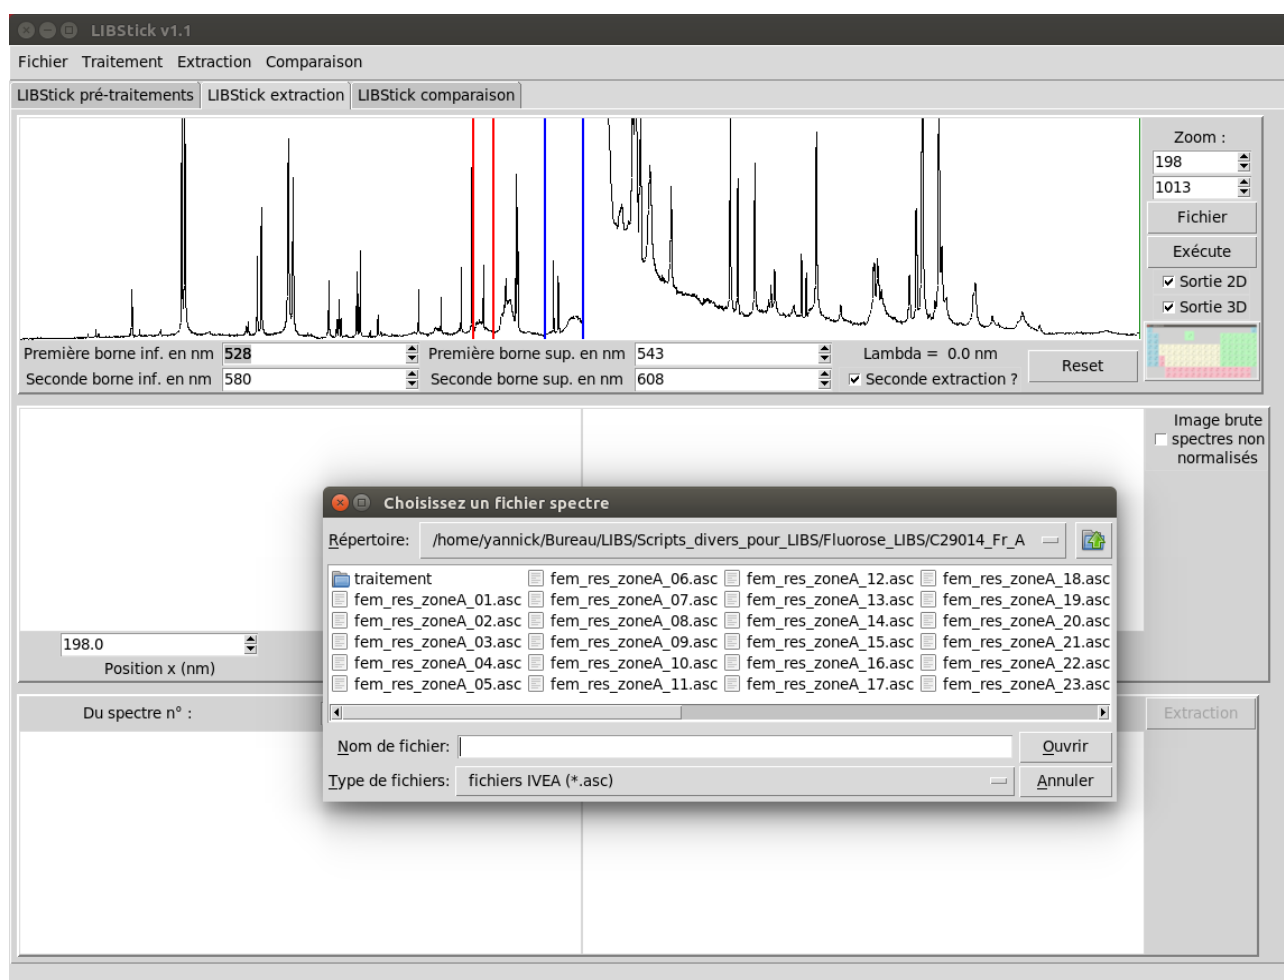 LIBStick v1.1
Fichier Traitement Extraction Comparaison
LIBStick pré-traitements LIBStick extraction LIBStick comparaison
Zoom :
198
1013
Fichier
Exécute
Sortie 2D
Sortie 3D
Première borne inf. en nm 528 Première borne sup. en nm 543 Lambda = 0.0 nm
Seconde borne inf. en nm 580 Seconde borne sup. en nm 608 Seconde extraction ? Reset
Image brute
spectres non
normalisés
Choisissez un fichier spectre
Répertoire: /home/yannick/Bureau/LIBS/Scripts_divers_pour_LIBS/Fluorose_LIBS/C29014_Fr_A
traitement fem_res_zoneA_06.asc fem_res_zoneA_12.asc fem_res_zoneA_18.asc
fem_res_zoneA_01.asc fem_res_zoneA_07.asc fem_res_zoneA_13.asc fem_res_zoneA_19.asc
fem_res_zoneA_02.asc fem_res_zoneA_08.asc fem_res_zoneA_14.asc fem_res_zoneA_20.asc
fem_res_zoneA_03.asc fem_res_zoneA_09.asc fem_res_zoneA_15.asc fem_res_zoneA_21.asc
fem_res_zoneA_04.asc fem_res_zoneA_10.asc fem_res_zoneA_16.asc fem_res_zoneA_22.asc
fem_res_zoneA_05.asc fem_res_zoneA_11.asc fem_res_zoneA_17.asc fem_res_zoneA_23.asc
Nom de fichier: Ouvrir
Type de fichiers: fichiers IVEA (*.asc) Annuler
198.0
Position x (nm)
Du spectre n° : Extraction